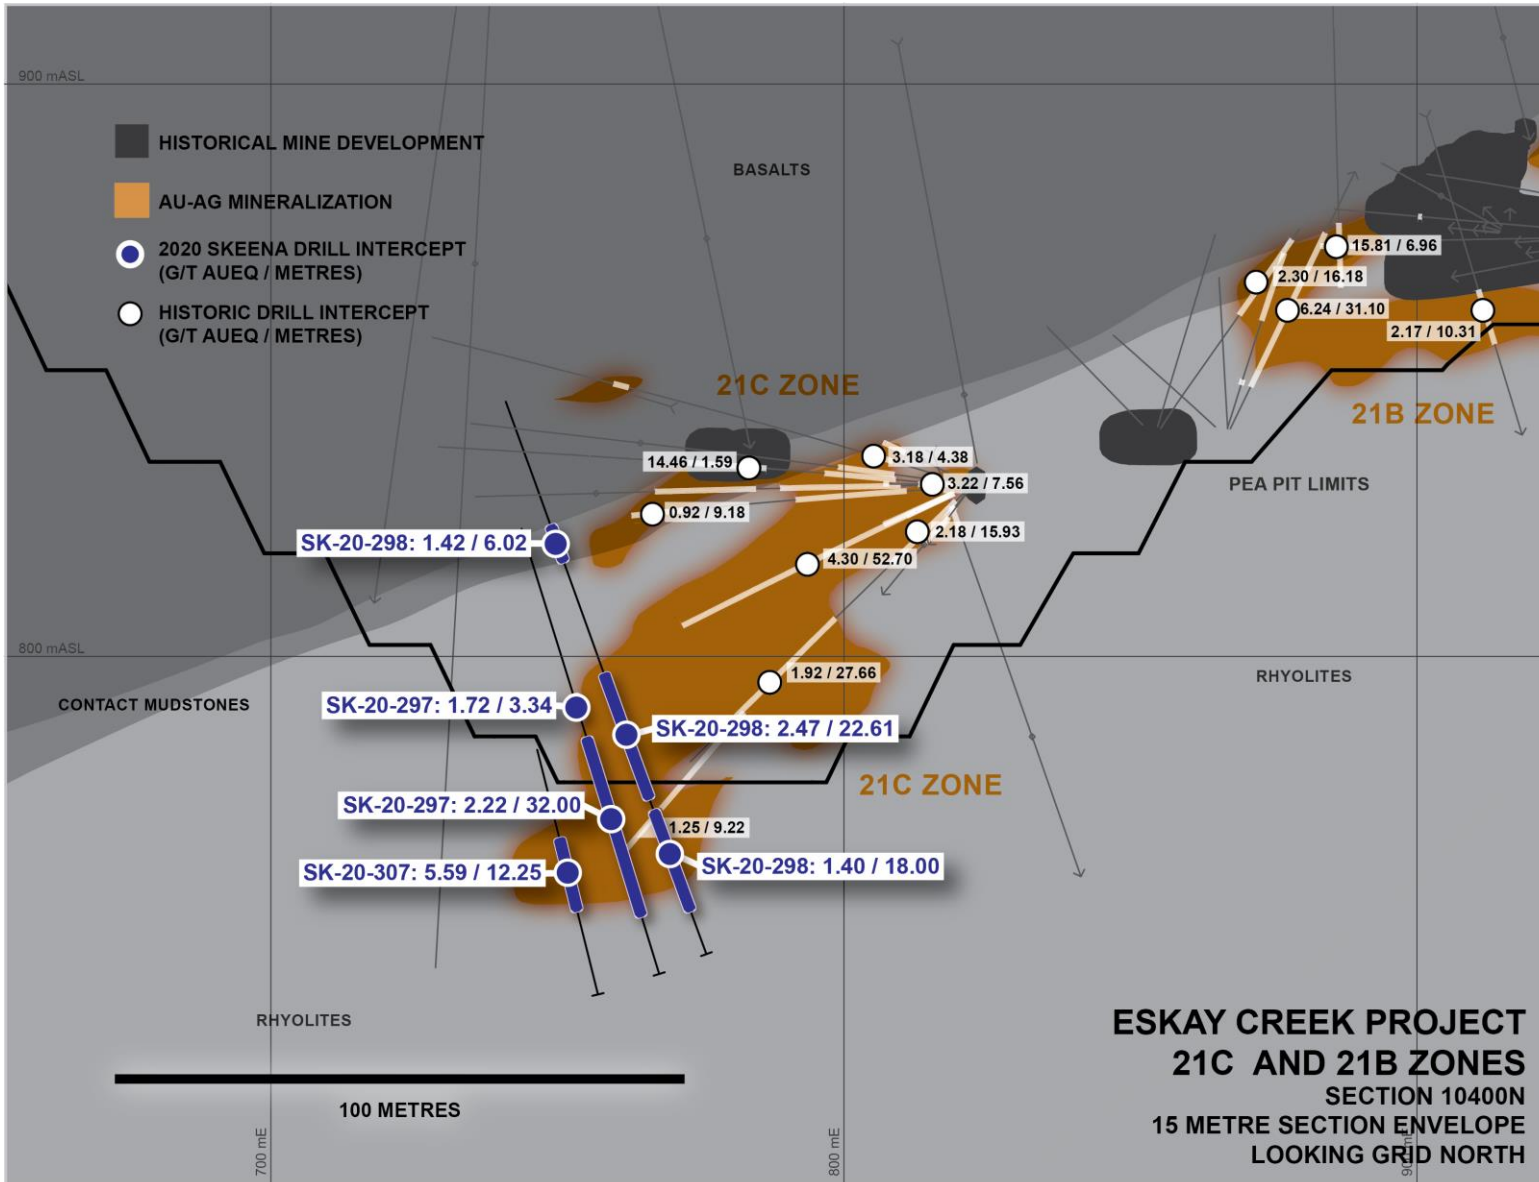 900 mASL
HISTORICAL MINE DEVELOPMENT
AU-AG MINERALIZATION
2020 SKEENA DRILL INTERCEPT
(G/T AUEQ / METRES)
HISTORIC DRILL INTERCEPT
(G/T AUEQ / METRES)
BASALTS
15.81 / 6.96
2.30 / 16.18
6.24 / 31.10
2.17 / 10.31
21C ZONE
21B ZONE
14.46 / 1.59
3.18 / 4.38
3.22 / 7.56
PEA PIT LIMITS
0.92 / 9.18
2.18 / 15.93
SK-20-298: 1.42 / 6.02
4.30 / 52.70
800 mASL
1.92 / 27.66
RHYOLITES
CONTACT MUDSTONES
SK-20-297: 1.72 / 3.34
SK-20-298: 2.47 / 22.61
21C ZONE
SK-20-297: 2.22 / 32.00
1.25 / 9.22
SK-20-307: 5.59 / 12.25
SK-20-298: 1.40 / 18.00
RHYOLITES
100 METRES
ESKAY CREEK PROJECT
21C AND 21B ZONES
SECTION 10400N
15 METRE SECTION ENVELOPE
LOOKING GRID NORTH
700 mE
800 mE
900 mE